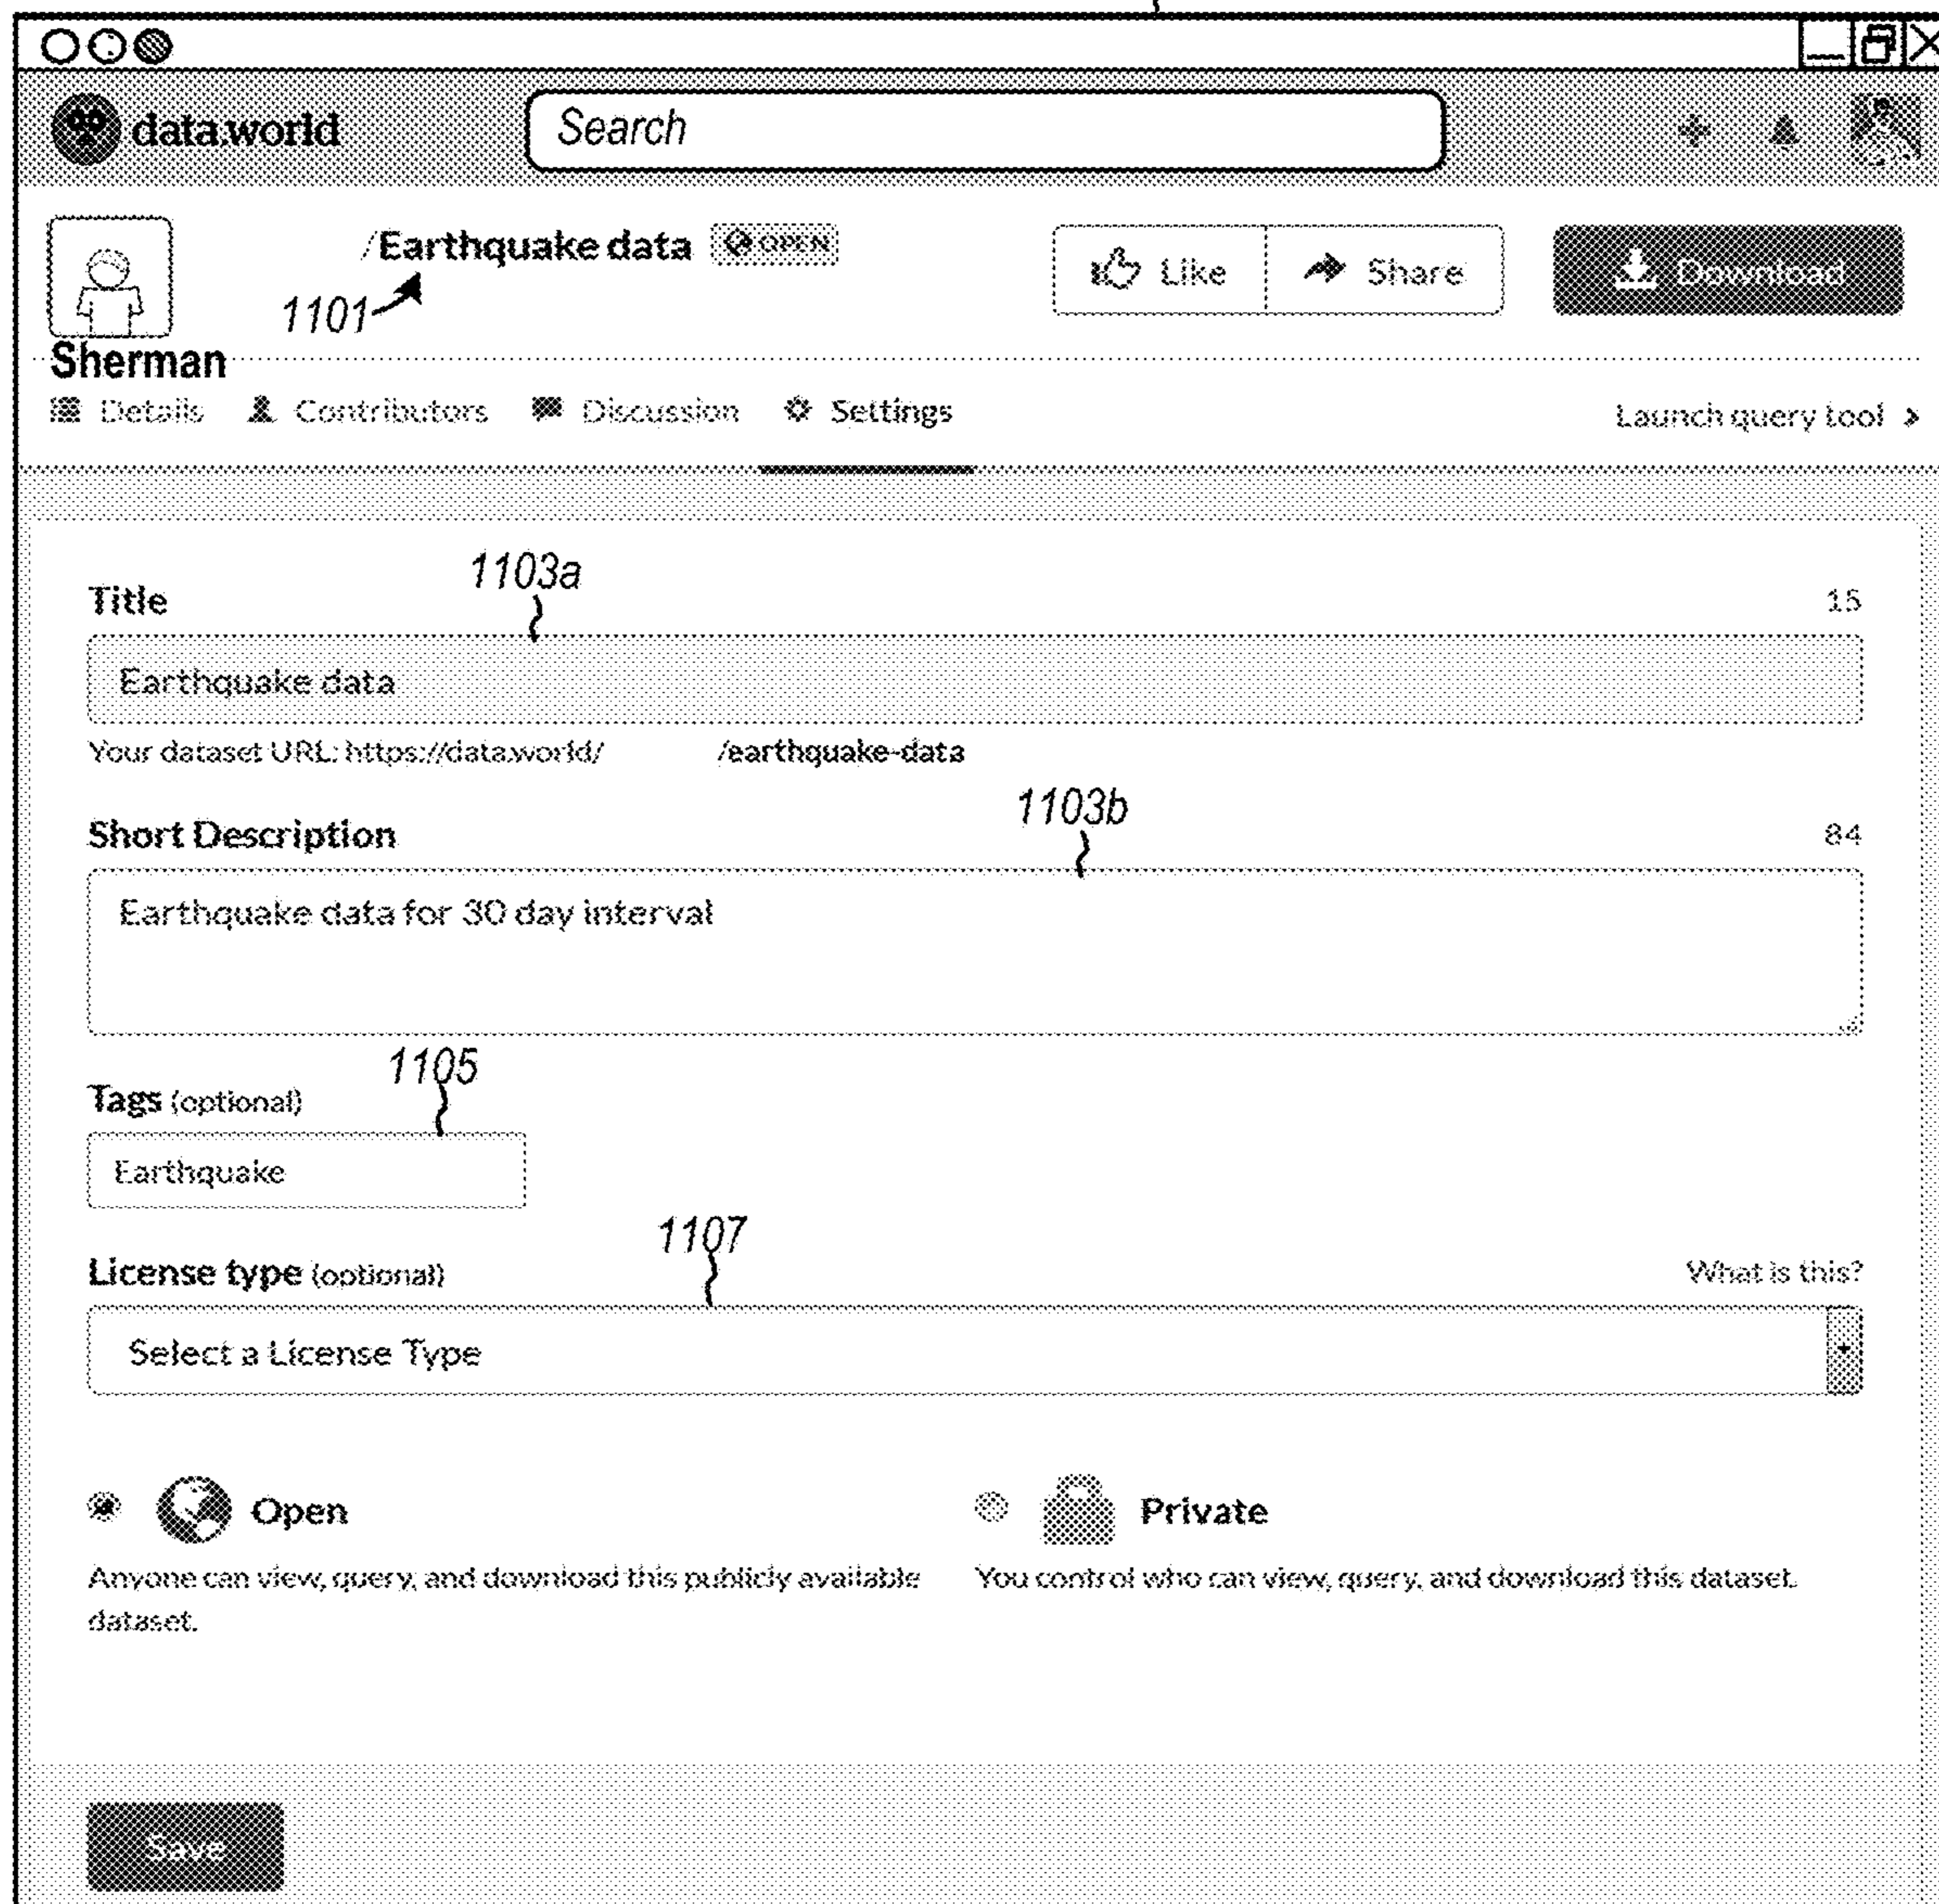 data.world Search
/Earthquake data OPEN Like Share Download
1101
Sherman
Details Contributors Discussion Settings Launch query tool >
1103a
Title 15
Earthquake data
Your dataset URL: https://data.world/ /earthquake-data
1103b
Short Description 84
Earthquake data for 30 day interval
1105
Tags (optional)
Earthquake
1107
License type (optional) What is this?
Select a License Type
Open Private
Anyone can view, query, and download this publicly available You control who can view, query, and download this dataset.
dataset.
Save